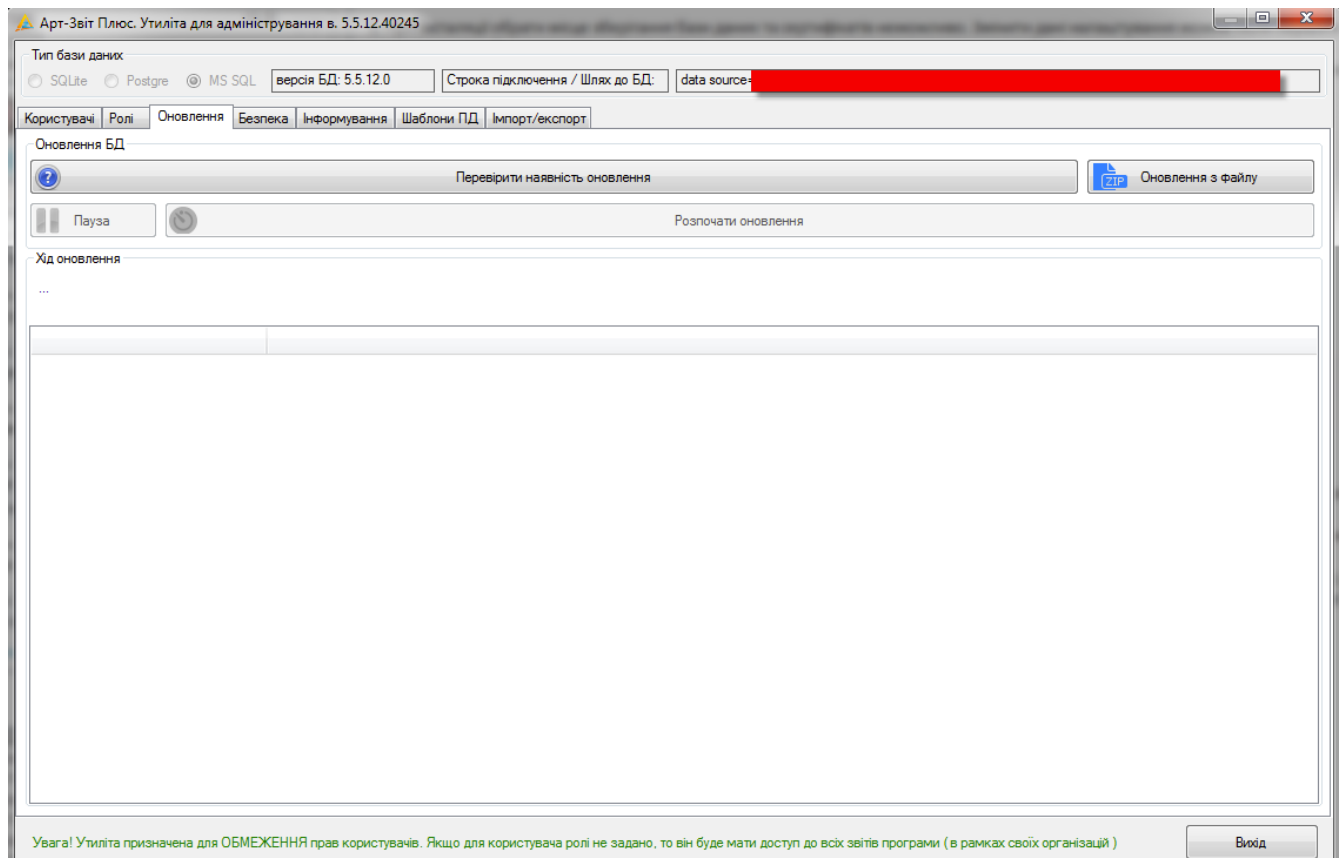 Арт-Звіт Плюс. Утиліта для адміністрування в. 5.5.12.40245
Тип бази даних
SQLite Postgre MS SQL версія БД: 5.5.12.0 Строка підключення / Шлях до БД: data source=
Користувачі Ролі Оновлення Безпека Інформування Шаблони ПД Імпорт/експорт
Оновлення БД
Перевірити наявність оновлення Оновлення з файлу
ZIP
Пауза Розпочати оновлення
Хід оновлення
...
Увага! Утиліта призначена для ОБМЕЖЕННЯ прав користувачів. Якщо для користувача ролі не задано, то він буде мати доступ до всіх звітів програми ( в рамках своїх організацій )
Вихід